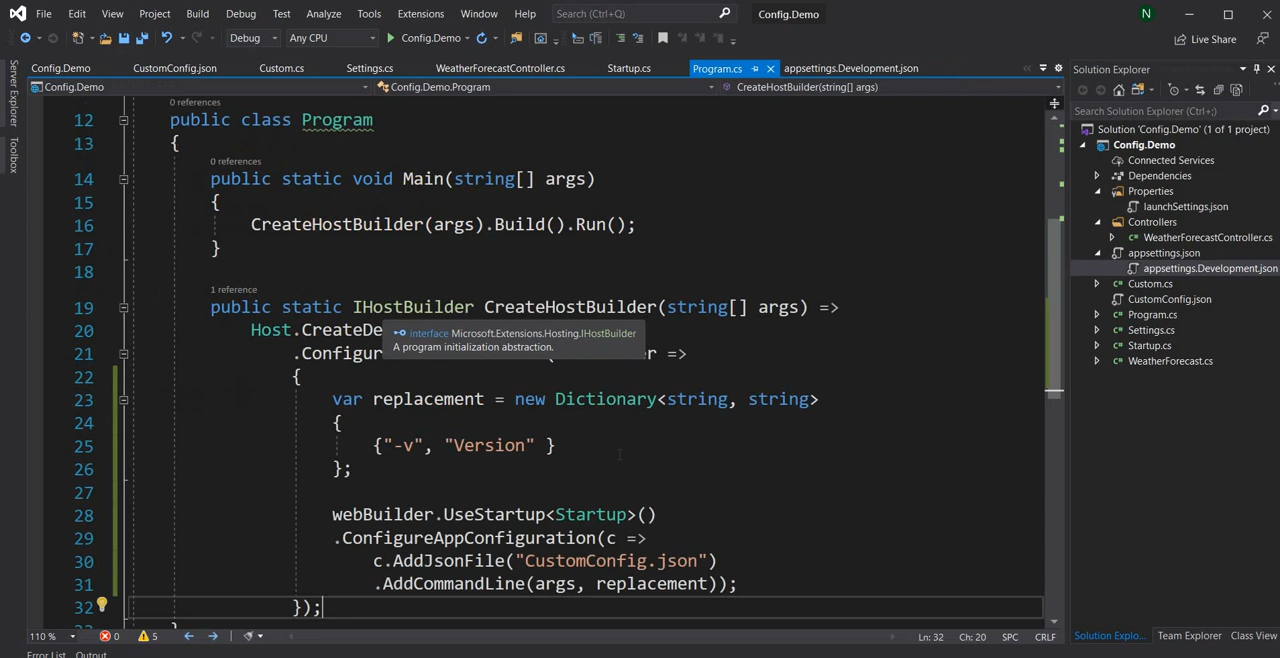 File Edit View Project Build Debug Test Analyze Tools Extensions Window Help Search (Ctrl+Q) Config.Demo N
Debug Any CPU Config.Demo Live Share
Server Explorer
Toolbox
Config.Demo CustomConfig.json Custom.cs Settings.cs WeatherForecastController.cs Startup.cs Program.cs appsettings.Development.json
Config.Demo Config.Demo.Program CreateHostBuilder(string[] args)
0 references
12 public class Program
13 {
0 references
14 public static void Main(string[] args)
15 {
16 CreateHostBuilder(args).Build().Run();
17 }
18
1 reference
19 public static IHostBuilder CreateHostBuilder(string[] args) =>
20 Host.CreateDe
interface Microsoft.Extensions.Hosting.IHostBuilder
A program initialization abstraction.
21 .Configur er =>
22 {
23 var replacement = new Dictionary<string, string>
24 {
25 {"-v", "Version" }
26 };
27
28 webBuilder.UseStartup<Startup>()
29 .ConfigureAppConfiguration(c =>
30 c.AddJsonFile("CustomConfig.json")
31 .AddCommandLine(args, replacement));
32 });
110 % 0 5 Ln: 32 Ch: 20 SPC CRLF
Error List Output
Solution Explorer
Search Solution Explorer (Ctrl+;)
Solution 'Config.Demo' (1 of 1 project)
Config.Demo
Connected Services
Dependencies
Properties
launchSettings.json
Controllers
WeatherForecastController.cs
appsettings.json
appsettings.Development.json
Custom.cs
CustomConfig.json
Program.cs
Settings.cs
Startup.cs
WeatherForecast.cs
Solution Explo... Team Explorer Class View